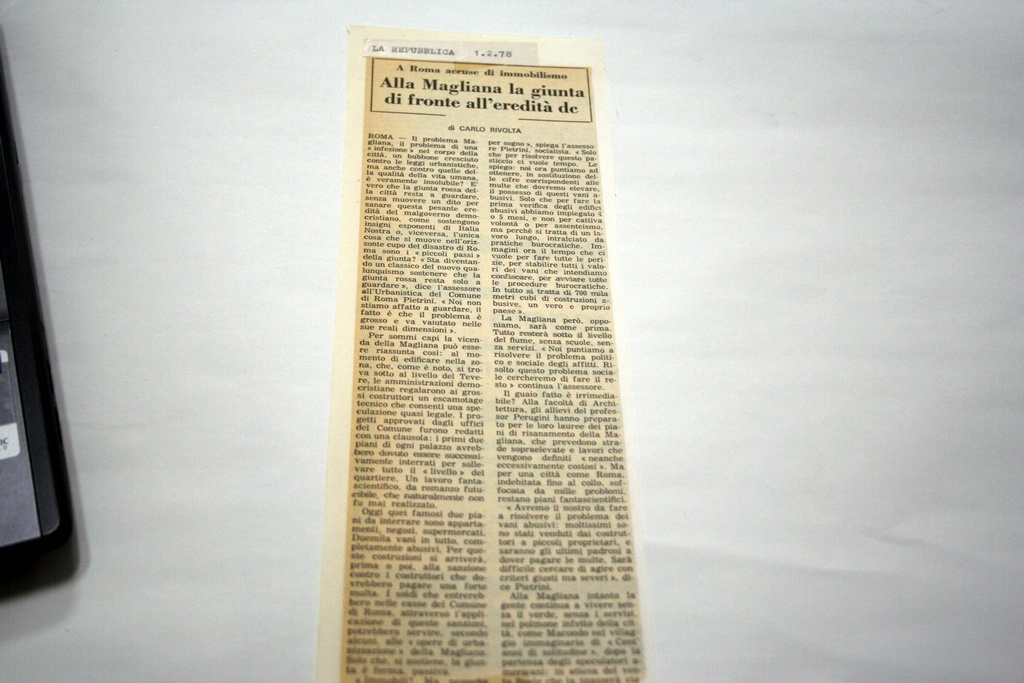 LA REPUBBLICA 1.2.78
A Roma accuse di immobilismo
Alla Magliana la giunta
di fronte all'eredità dc
di CARLO RIVOLTA
ROMA — Il problema Ma-
gliana, il problema di una
« infezione » nel corpo della
città, un bubbone cresciuto
contro le leggi urbanistiche,
ma anche contro quelle del-
la qualità della vita umana,
è veramente insolubile? E'
vero che la giunta rossa del-
la città resta a guardare,
senza muovere un dito per
sanare questa pesante ere-
dità del malgoverno demo-
cristiano, come sostengono
insigni esponenti di Italia
Nostra o, viceversa, l'unica
cosa che si muove nell'oriz-
zonte cupo del disastro di Ro-
ma sono i « piccoli passi »
della giunta? « Sta diventan-
do un classico del nuovo qua-
lunquismo sostenere che la
giunta rossa resta solo a
guardare », dice l'assessore
all'Urbanistica del Comune
di Roma Pietrini. « Noi non
stiamo affatto a guardare, il
fatto è che il problema è
grosso e va valutato nelle
sue reali dimensioni ».
Per sommi capi la vicen-
da della Magliana può esse-
re riassunta così: al mo-
mento di edificare nella zo-
na, che, come è noto, si tro-
va sotto al livello del Teve-
re, le amministrazioni demo-
cristiane regalarono ai gros-
si costruttori un escamotage
tecnico che consentì una spe-
culazione quasi legale. I pro-
getti approvati dagli uffici
del Comune furono redatti
con una clausola: i primi due
piani di ogni palazzo avreb-
bero dovuto essere successi-
vamente interrati per solle-
vare tutto il « livello » del
quartiere. Un lavoro fanta-
scientifico, da romanzo futu-
ribile, che naturalmente non
fu mai realizzato.
Oggi quei famosi due pia-
ni da interrare sono apparta-
menti, negozi, supermercati.
Duemila vani in tutto, com-
pletamente abusivi. Per que-
ste costruzioni si arriverà,
prima o poi, alla sanzione
contro i costruttori che do-
vrebbero pagare una forte
multa. I soldi che entrereb-
bero nelle casse del Comune
di Roma, attraverso l'appli-
cazione di queste sanzioni,
potrebbero servire, secondo
alcuni, alle « opere di urba-
nizzazione » della Magliana.
Solo che, si sostiene, la giun-
ta è ferma, passiva.
« Immobili? Ma
per sogno », spiega l'assesso-
re Pietrini, socialista. « Solo
che per risolvere questo pa-
sticcio ci vuole tempo. Le
spiego: noi ora puntiamo ad
ottenere, in sostituzione del-
le cifre corrispondenti alle
multe che dovremo elevare,
il possesso di questi vani a-
busivi. Solo che per fare la
prima verifica degli edifici
abusivi abbiamo impiegato 4
o 5 mesi, e non per cattiva
volontà o per assenteismo,
ma perché si tratta di un la-
voro lungo, intralciato da
pratiche burocratiche. Im-
magini ora il tempo che ci
vuole per fare tutte le peri-
zie, per stabilire tutti i valo-
ri dei vani che intendiamo
confiscare, per avviare tutte
le procedure burocratiche.
In tutto si tratta di 700 mila
metri cubi di costruzioni a-
busive, un vero e proprio
paese ».
La Magliana però, oppo-
niamo, sarà come prima.
Tutto resterà sotto il livello
del fiume, senza scuole, sen-
za servizi. « Noi puntiamo a
risolvere il problema politi-
co e sociale degli affitti. Ri-
solto questo problema socia-
le cercheremo di fare il re-
sto » continua l'assessore.
Il guaio fatto è irrimedia-
bile? Alla facoltà di Archi-
tettura, gli allievi del profes-
sor Perugini hanno prepara-
to per le loro lauree dei pia-
ni di risanamento della Ma-
gliana, che prevedono stra-
de sopraelevate e lavori che
vengono definiti « neanche
eccessivamente costosi ». Ma
per una città come Roma,
indebitata fino al collo, sof-
focata da mille problemi,
restano piani fantascientifici.
« Avremo il nostro da fare
a risolvere il problema dei
vani abusivi: moltissimi so-
no stati venduti dai costrut-
tori a piccoli proprietari, e
saranno gli ultimi padroni a
dover pagare le multe. Sarà
difficile cercare di agire con
criteri giusti ma severi », di-
ce Pietrini.
Alla Magliana intanto la
gente continua a vivere sen-
za il verde, senza i servizi,
nel polmone infetto della cit-
tà, come Macondo nel villag-
gio immaginario di « Cent'
anni di solitudine », dopo la
partenza degli speculatori a-
mericani: in attesa del ven-